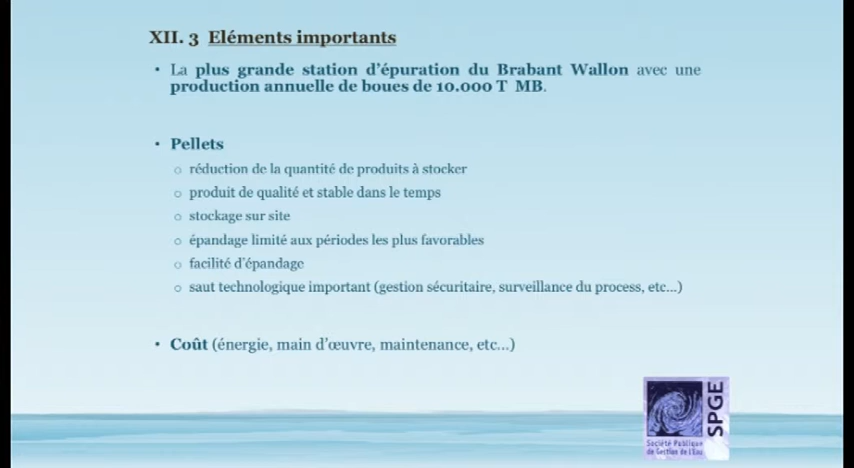 XII. 3 Eléments importants
• La plus grande station d'épuration du Brabant Wallon avec une
production annuelle de boues de 10.000 T MB.
• Pellets
o réduction de la quantité de produits à stocker
o produit de qualité et stable dans le temps
o stockage sur site
o épandage limité aux périodes les plus favorables
o facilité d'épandage
o saut technologique important (gestion sécuritaire, surveillance du process, etc...)
• Coût (énergie, main d'œuvre, maintenance, etc...)
SPGE
Société Publique
de Gestion de l'Eau